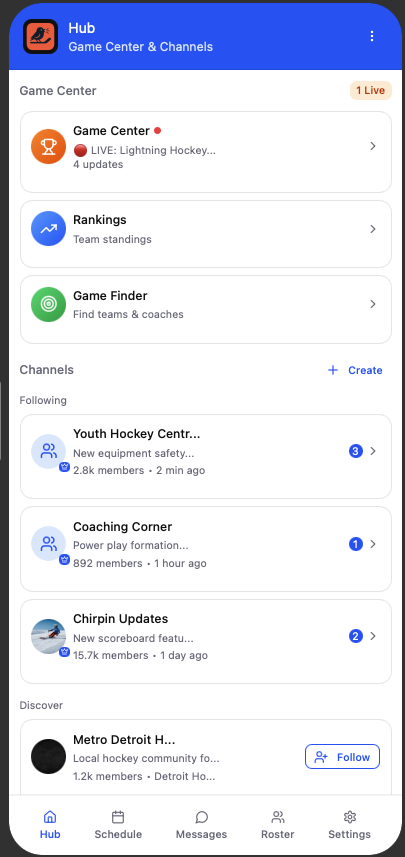 Hub
Game Center & Channels
Game Center
1 Live
Game Center
LIVE: Lightning Hockey...
4 updates
Rankings
Team standings
Game Finder
Find teams & coaches
Channels
+ Create
Following
Youth Hockey Centr...
New equipment safety...
3
2.8k members • 2 min ago
Coaching Corner
Power play formation...
1
892 members • 1 hour ago
Chirpin Updates
New scoreboard featu...
2
15.7k members • 1 day ago
Discover
Metro Detroit H...
Local hockey community fo...
Follow
1.2k members • Detroit Ho...
Hub
Schedule
Messages
Roster
Settings